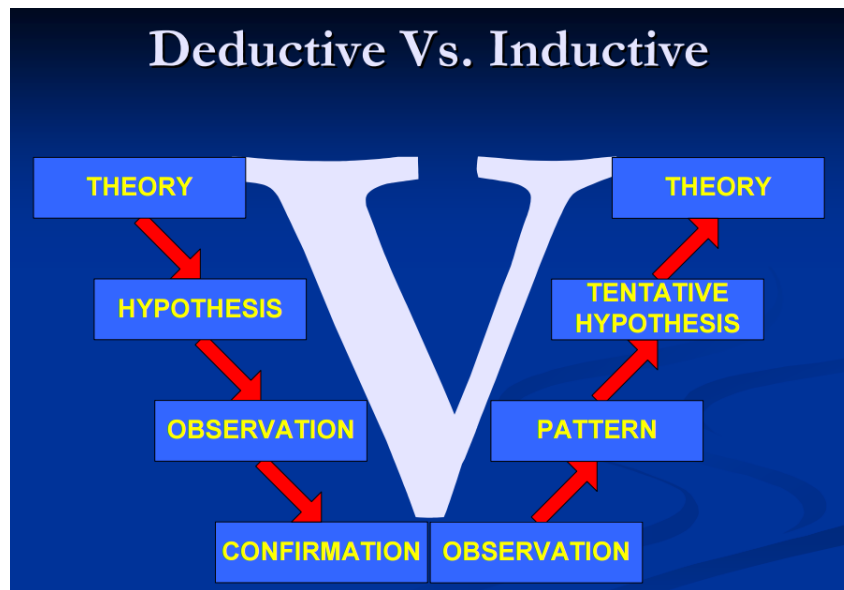 Deductive Vs. Inductive
V
THEORY
HYPOTHESIS
OBSERVATION
CONFIRMATION
THEORY
TENTATIVE
HYPOTHESIS
PATTERN
OBSERVATION